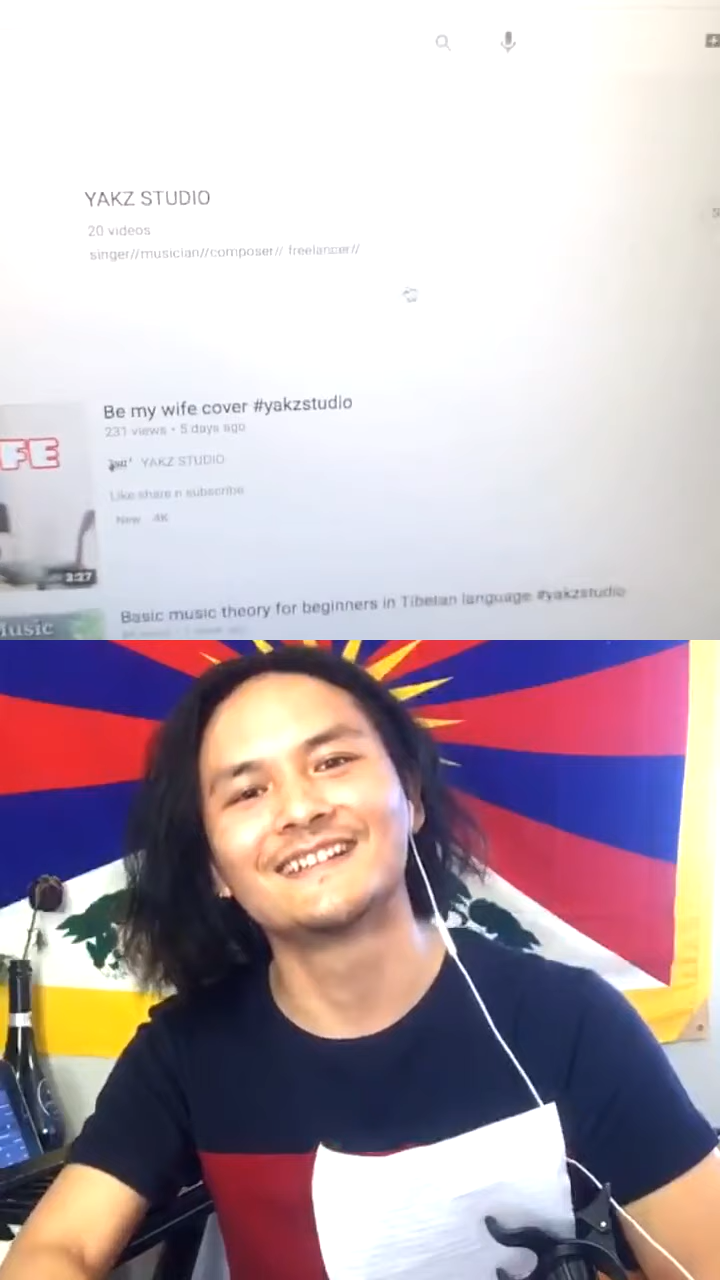 YAKZ STUDIO
20 videos
singer//musician//composer// freelancer//
Be my wife cover #yakzstudio
231 views • 5 days ago
FE
YAKZ STUDIO
Like share n subscribe
New 4K
3:27
Basic music theory for beginners in Tibetan language #yakzstudio
Music